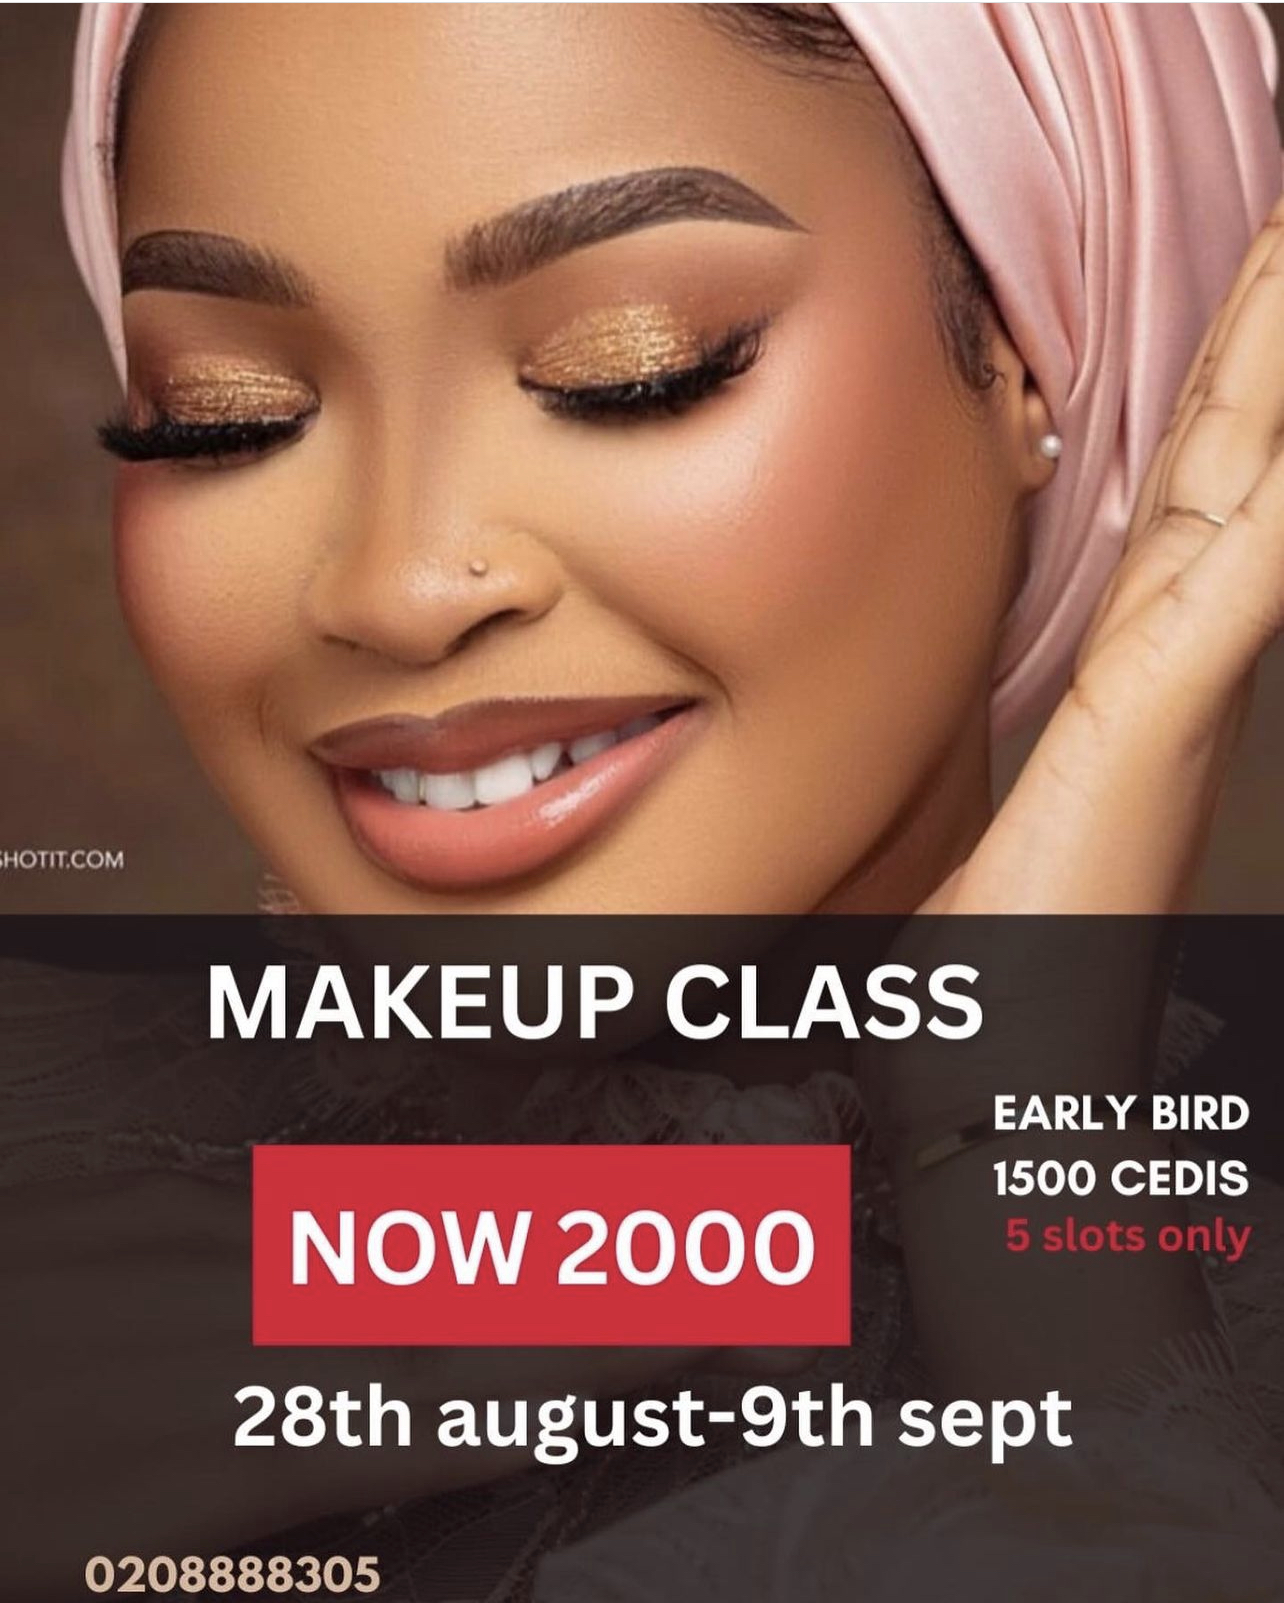 SHOTIT.COM
MAKEUP CLASS
EARLY BIRD
1500 CEDIS
5 slots only
NOW 2000
28th august-9th sept
0208888305